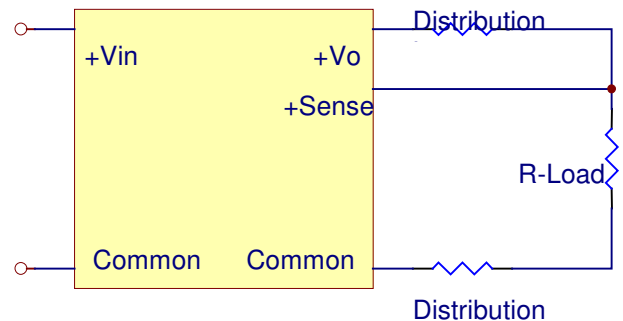 Distribution
+Vin +Vo
+Sense
R-Load
Common Common
Distribution